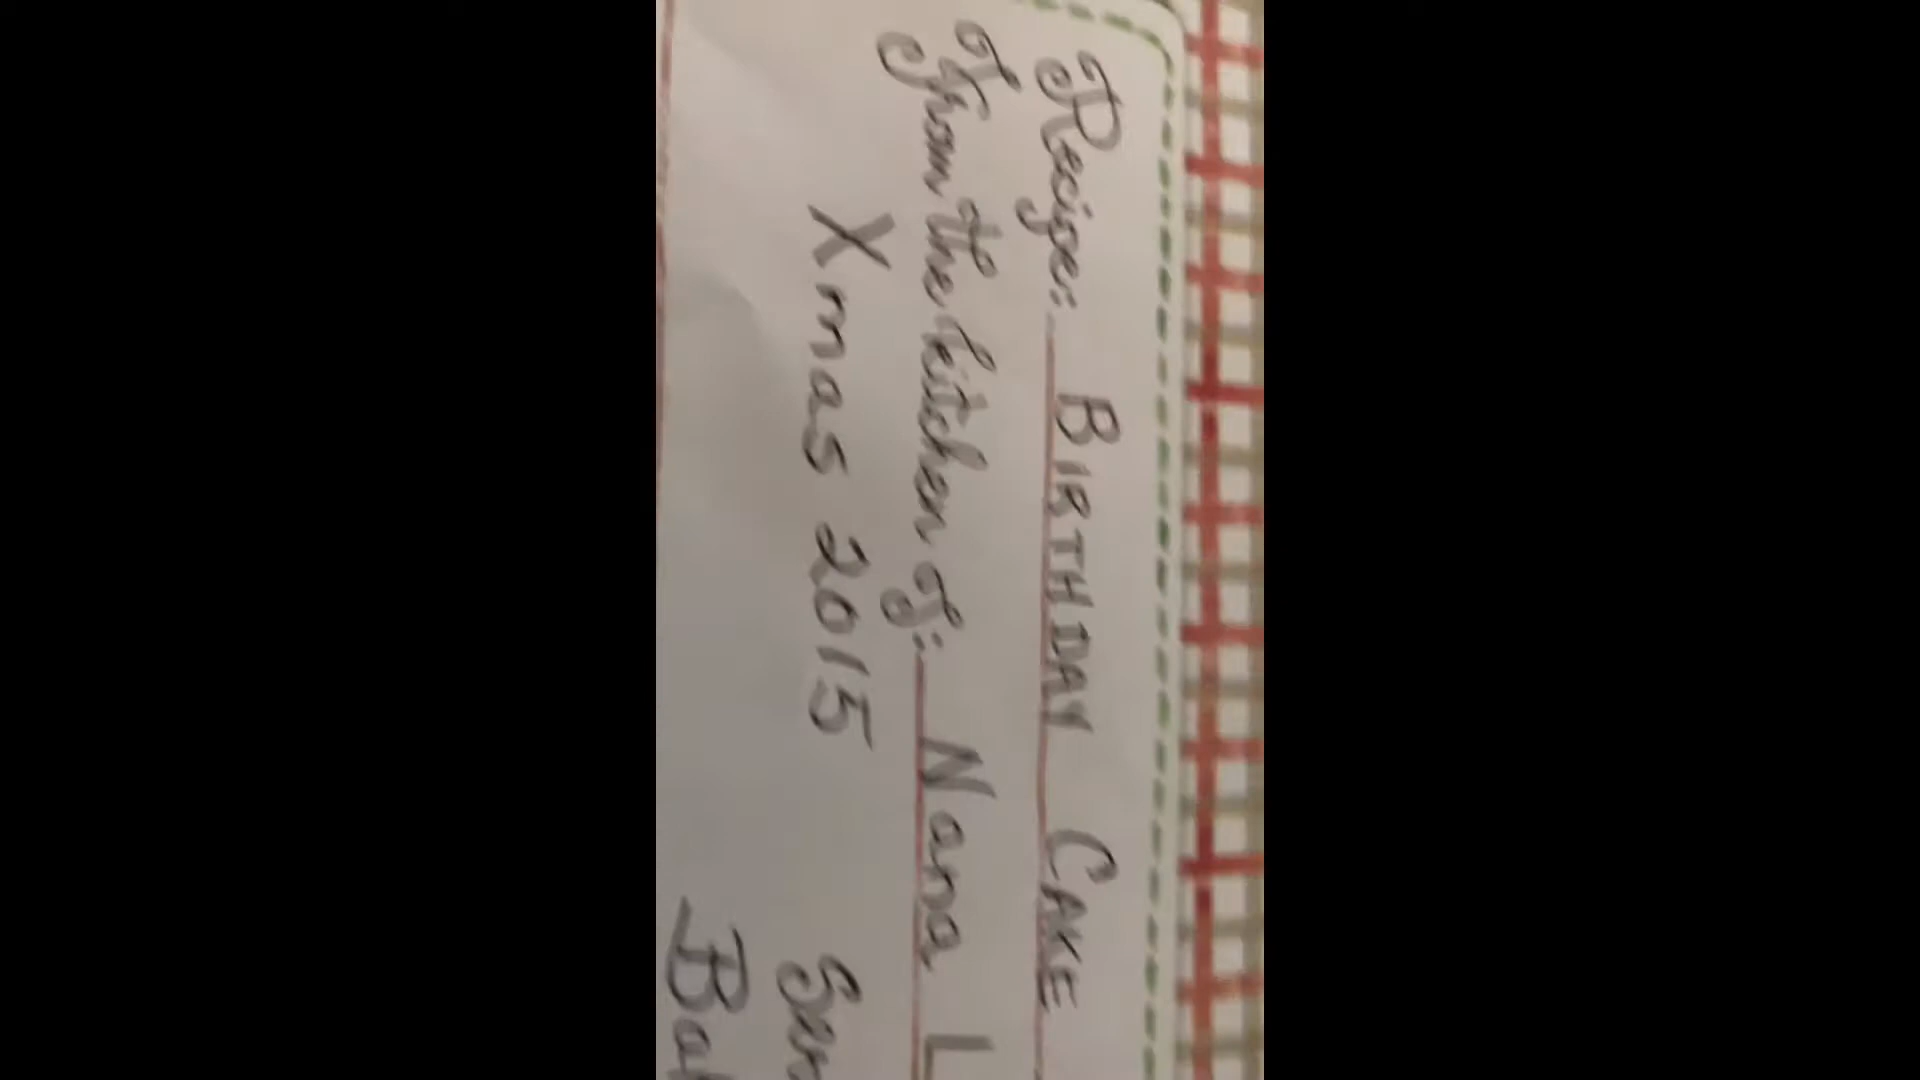 Recipe: BIRTHDAY CAKE
From the kitchen of: Nana L
Xmas 2015